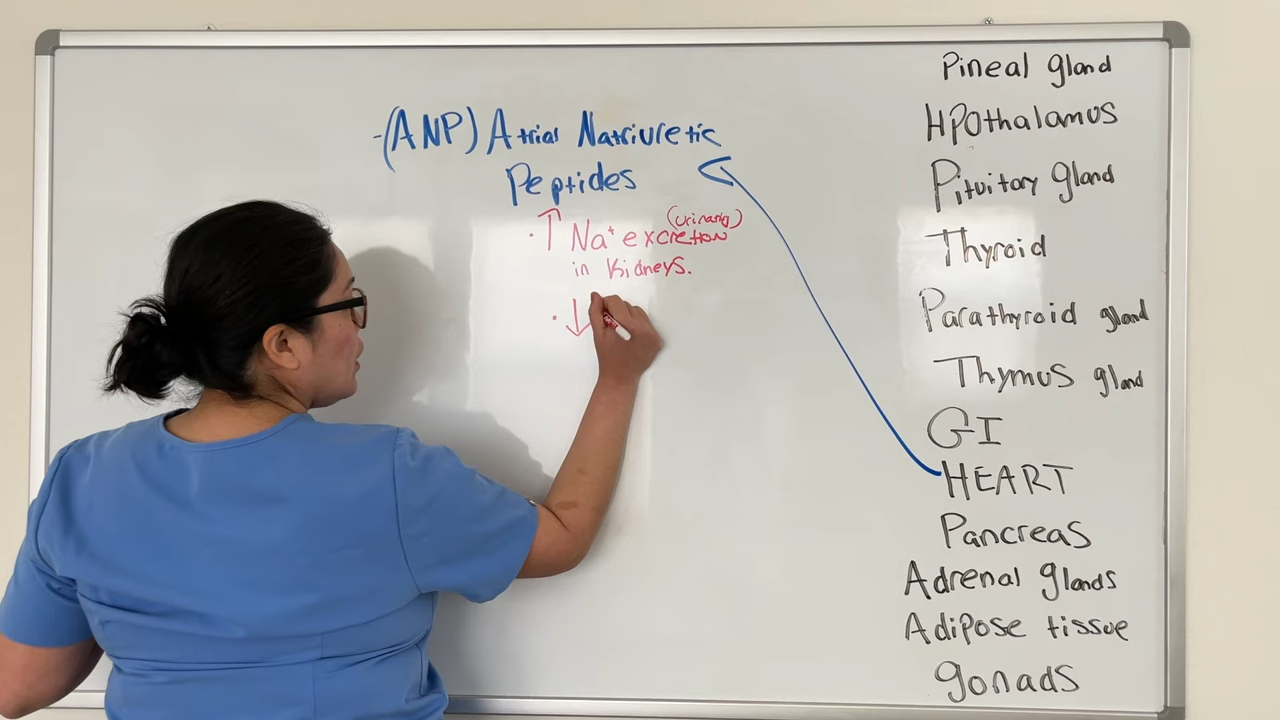 -(ANP) Atrial Natriuretic
Peptides
(urinary)
· ↑ Na⁺ excretion
in Kidneys.
· ↓
Pineal gland
HPOthalamus
Pituitary gland
Thyroid
Parathyroid gland
Thymus gland
GI
HEART
Pancreas
Adrenal glands
Adipose tissue
gonads